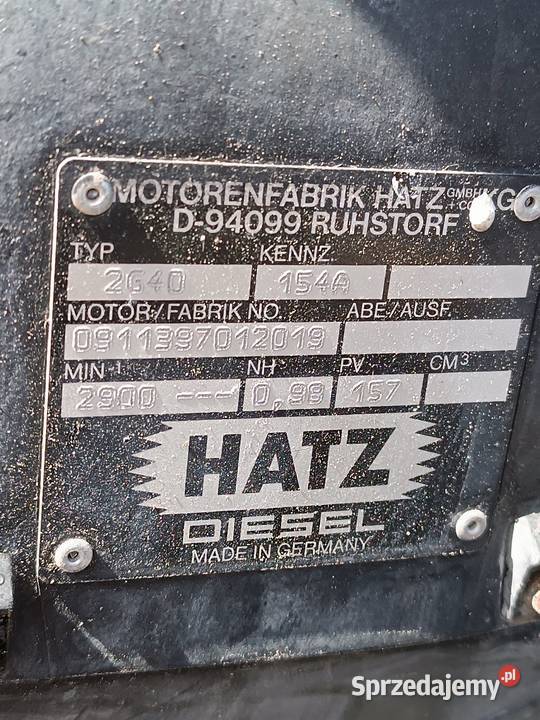 MOTORENFABRIK HATZ GMBH + CO KG
D-94099 RUHSTORF
TYP KENNZ
2G40 154A
MOTOR-/FABRIK NO. ABE/AUSF.
0911397012019
MIN-1 NH PV CM3
2900 --- 0,98 157
HATZ
DIESEL
MADE IN GERMANY
Sprzedajemy.pl